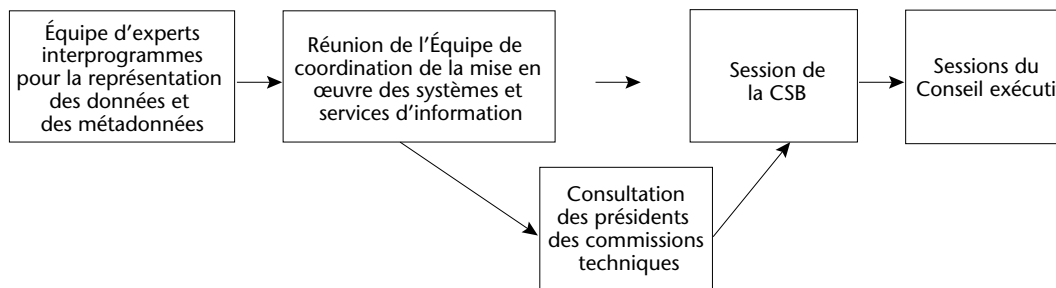 Équipe d'experts
interprogrammes
pour la représentation
des données et
des métadonnées
Réunion de l'Équipe de
coordination de la mise en
œuvre des systèmes et
services d'information
Session de
la CSB
Sessions du
Conseil exécuti
Consultation
des présidents
des commissions
techniques